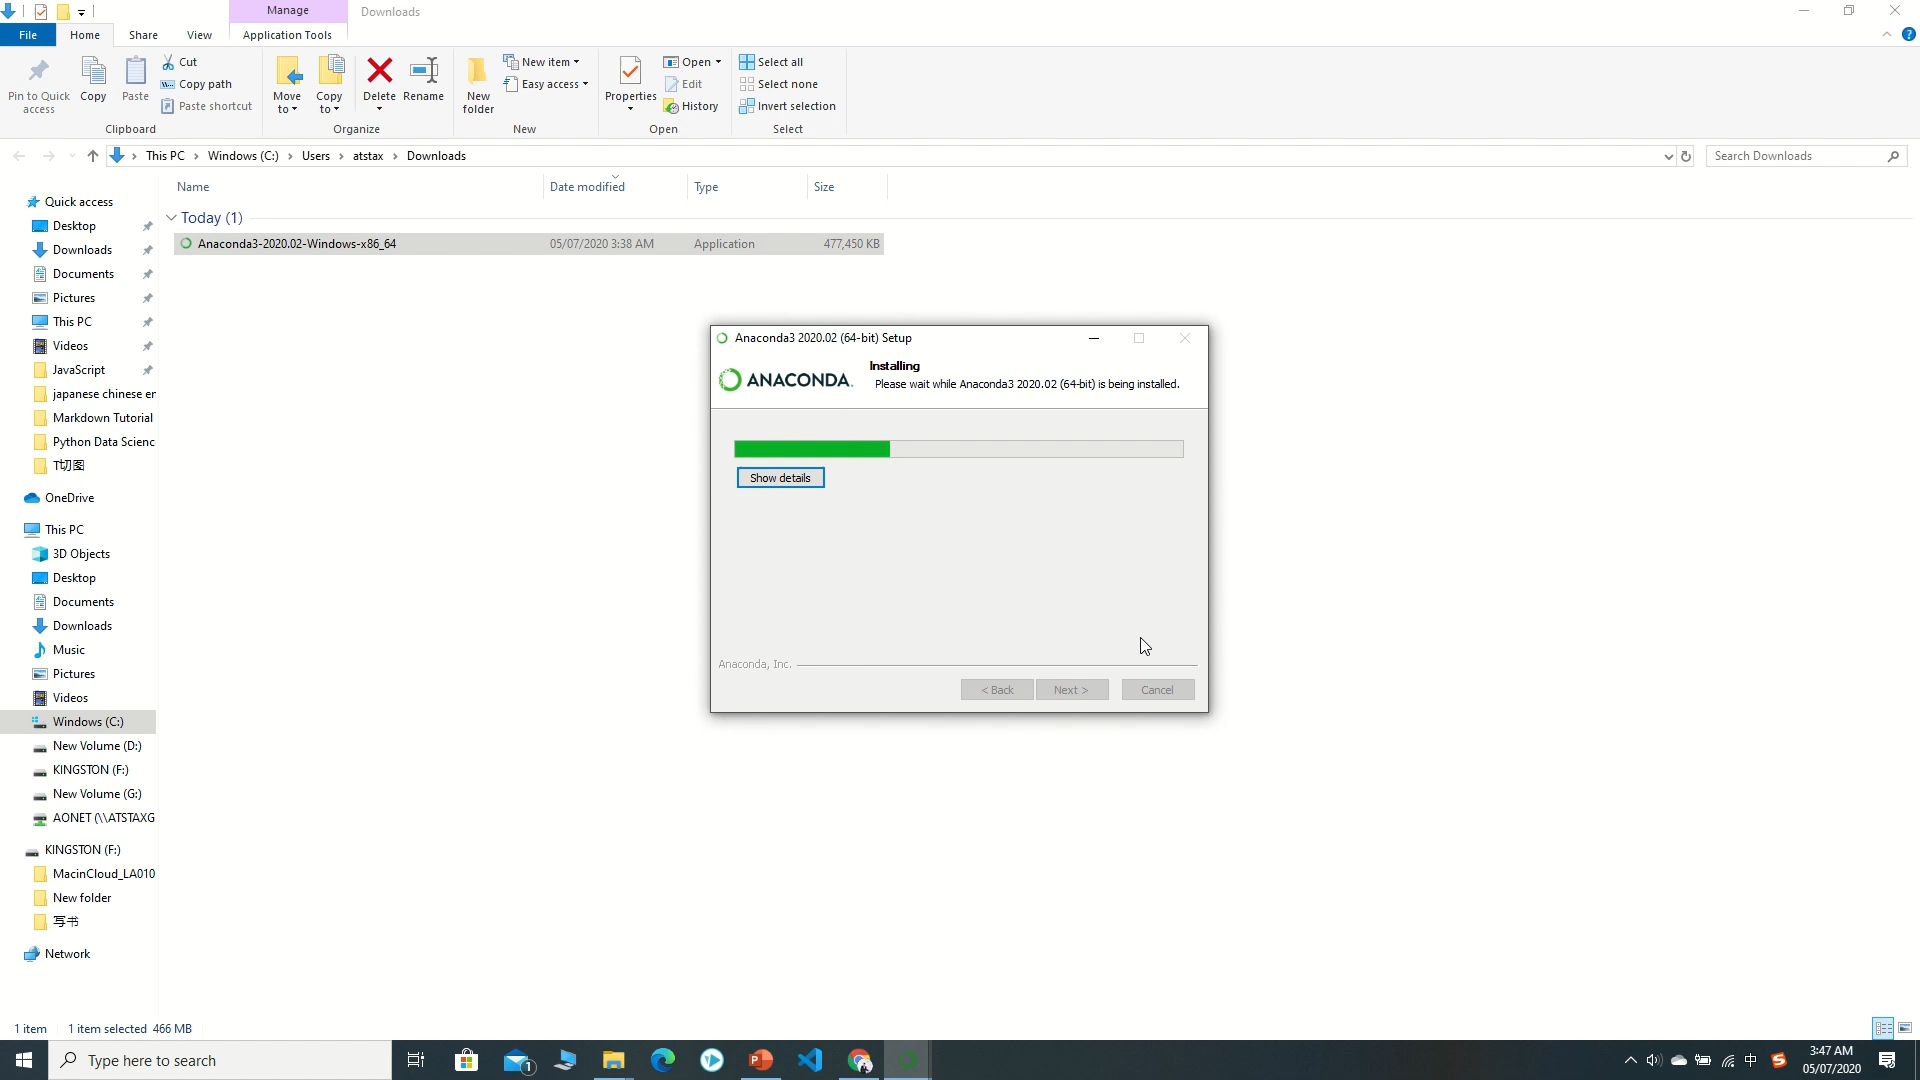 Manage
Downloads
File
Home
Share
View
Application Tools
Pin to Quick access
Copy
Paste
Cut
Copy path
Paste shortcut
Clipboard
Move to
Copy to
Delete
Rename
Organize
New folder
New item
Easy access
New
Properties
Open
Edit
History
Open
Select all
Select none
Invert selection
Select
This PC > Windows (C:) > Users > atstax > Downloads
Search Downloads
Name
Date modified
Type
Size
Today (1)
Anaconda3-2020.02-Windows-x86_64 05/07/2020 3:38 AM Application 477,450 KB
Quick access
Desktop
Downloads
Documents
Pictures
This PC
Videos
JavaScript
japanese chinese er
Markdown Tutorial
Python Data Scienc
T切图
OneDrive
This PC
3D Objects
Desktop
Documents
Downloads
Music
Pictures
Videos
Windows (C:)
New Volume (D:)
KINGSTON (F:)
New Volume (G:)
AONET (\\ATSTAXG
KINGSTON (F:)
MacinCloud_LA010
New folder
写书
Network
Anaconda3 2020.02 (64-bit) Setup
ANACONDA.
Installing
Please wait while Anaconda3 2020.02 (64-bit) is being installed.
Show details
Anaconda, Inc.
< Back
Next >
Cancel
1 item
1 item selected 466 MB
Type here to search
1
中
3:47 AM
05/07/2020